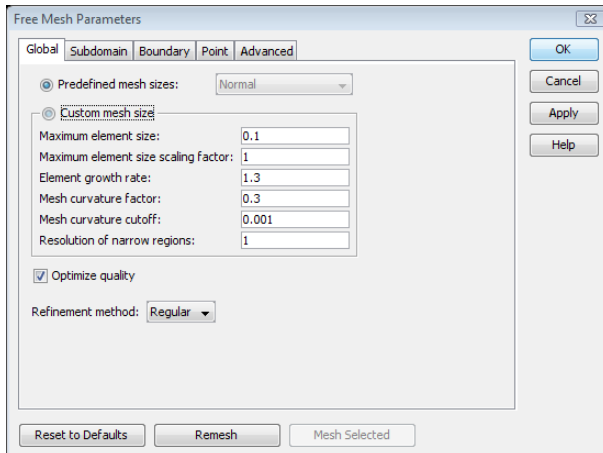 Free Mesh Parameters
Global Subdomain Boundary Point Advanced
OK
Cancel
Apply
Help
Predefined mesh sizes: Normal
Custom mesh size
Maximum element size: 0.1
Maximum element size scaling factor: 1
Element growth rate: 1.3
Mesh curvature factor: 0.3
Mesh curvature cutoff: 0.001
Resolution of narrow regions: 1
Optimize quality
Refinement method: Regular
Reset to Defaults Remesh Mesh Selected